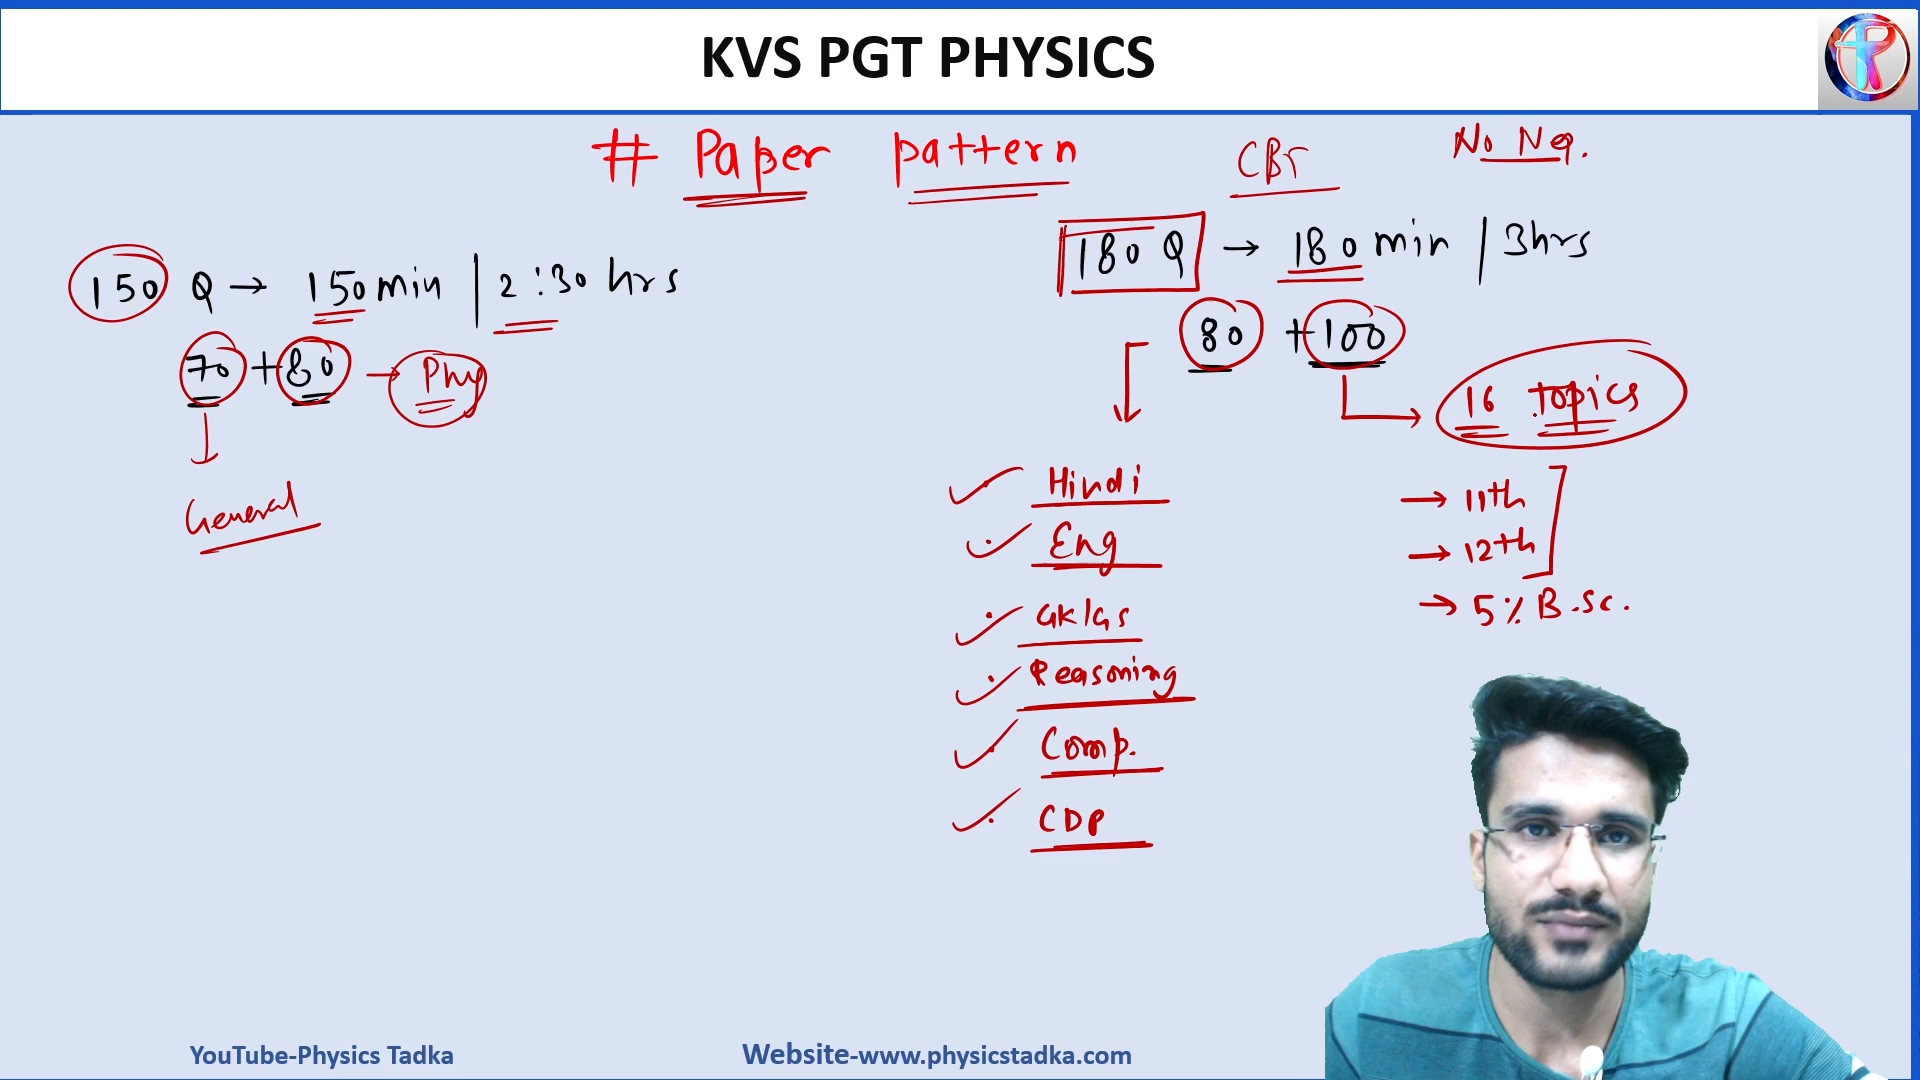 KVS PGT PHYSICS
# Paper pattern
CBT
No Neg.
150 Q → 150 min | 2:30 hrs
70 + 80 → Phy
General
180 Q → 180 min | 3 hrs
80 + 100
16 topics
Hindi
Eng
GK/GS
Reasoning
Comp.
CDP
→ 11th
→ 12th
→ 5% B.Sc.
YouTube-Physics Tadka
Website-www.physicstadka.com